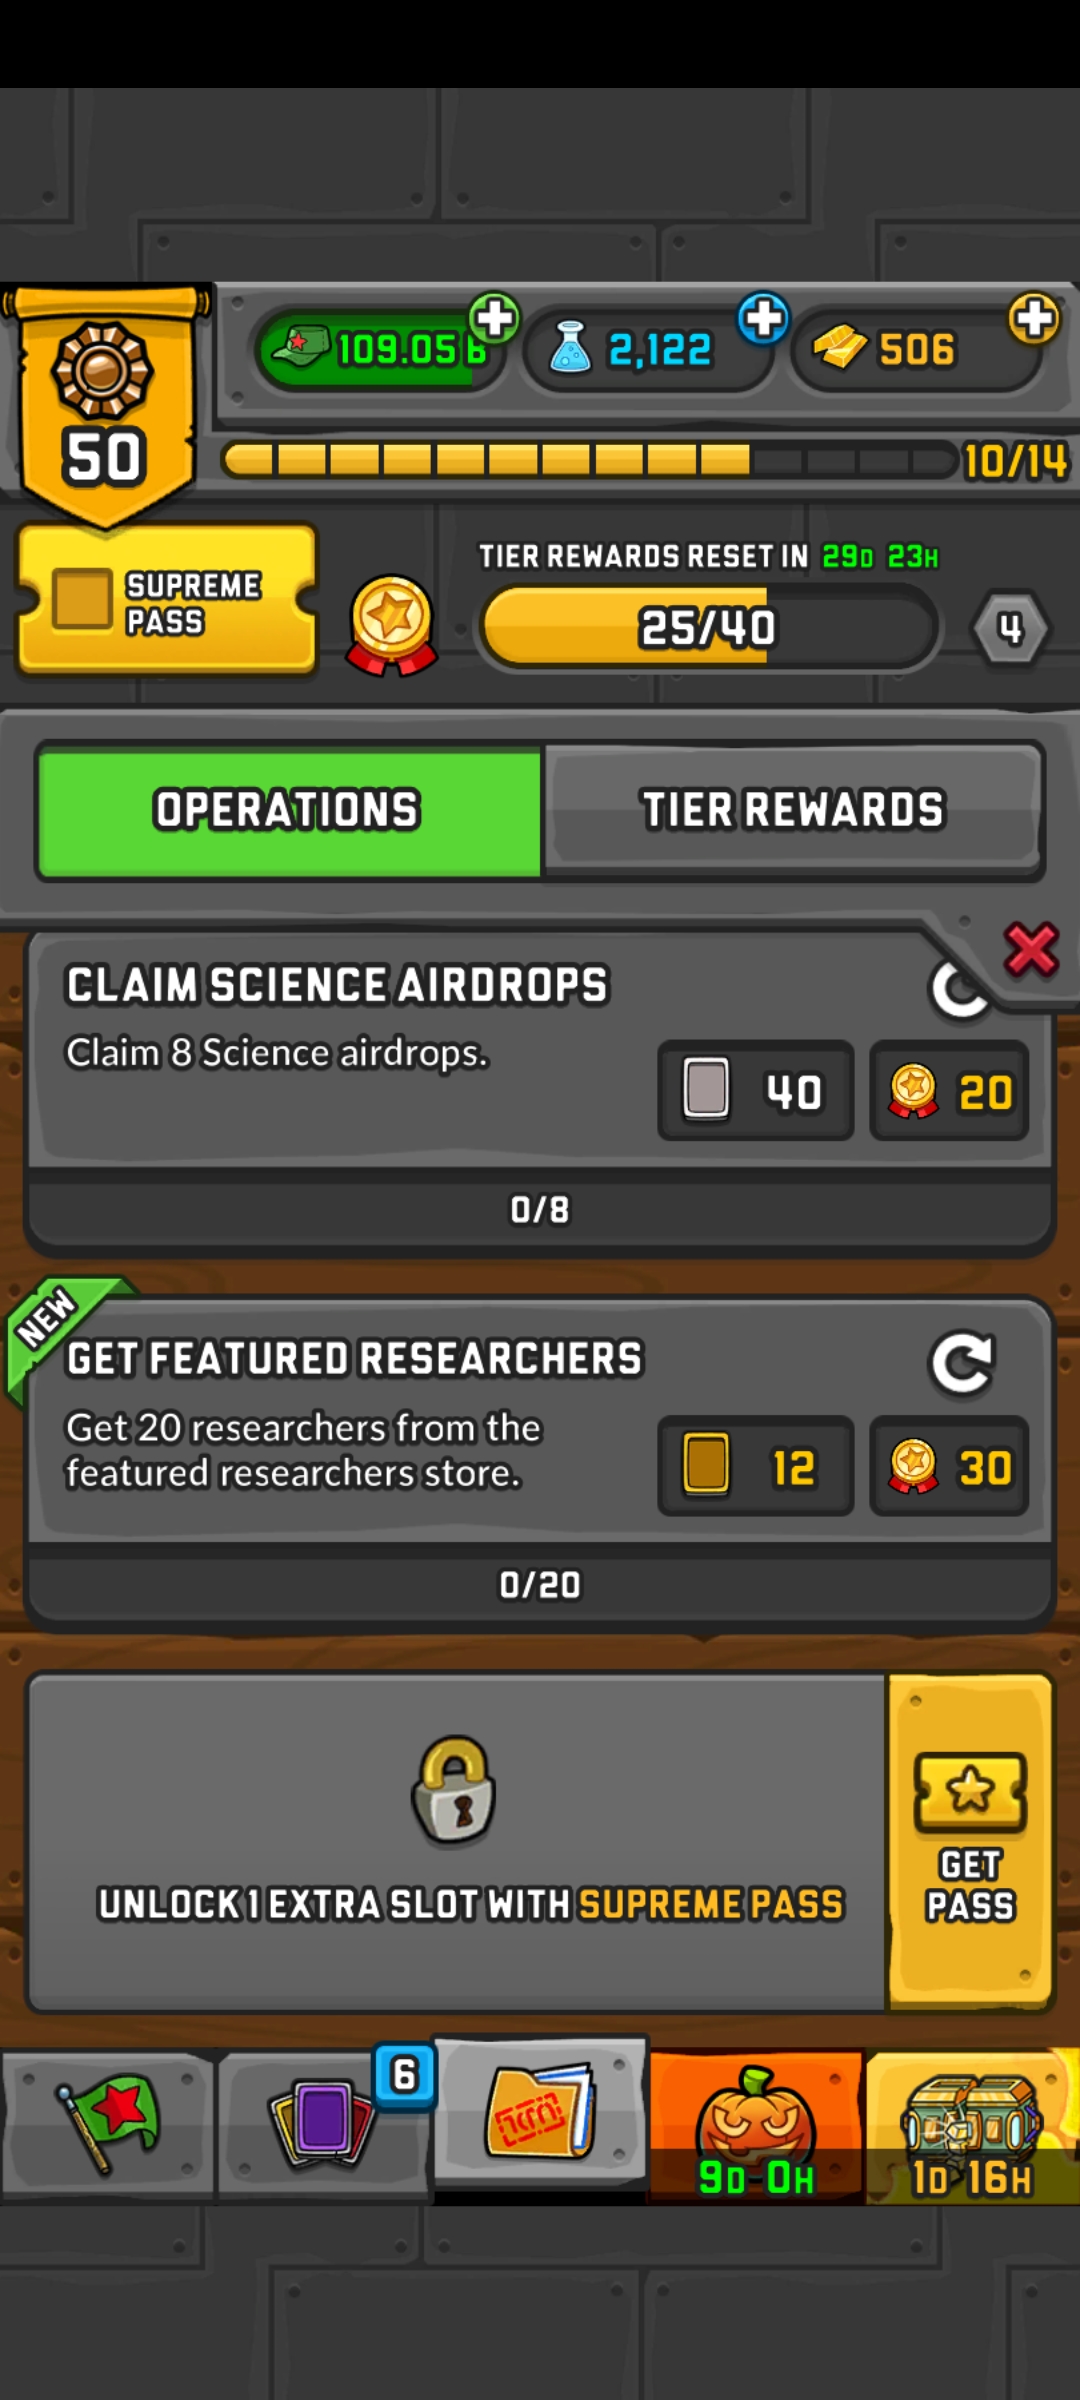 109.05 B
2,122
506
50
10/14
SUPREME
PASS
TIER REWARDS RESET IN 29D 23H
25/40
4
OPERATIONS
TIER REWARDS
CLAIM SCIENCE AIRDROPS
Claim 8 Science airdrops.
40
20
0/8
NEW
GET FEATURED RESEARCHERS
Get 20 researchers from the
featured researchers store.
12
30
0/20
UNLOCK 1 EXTRA SLOT WITH SUPREME PASS
GET
PASS
6
9D 0H
1D 16H